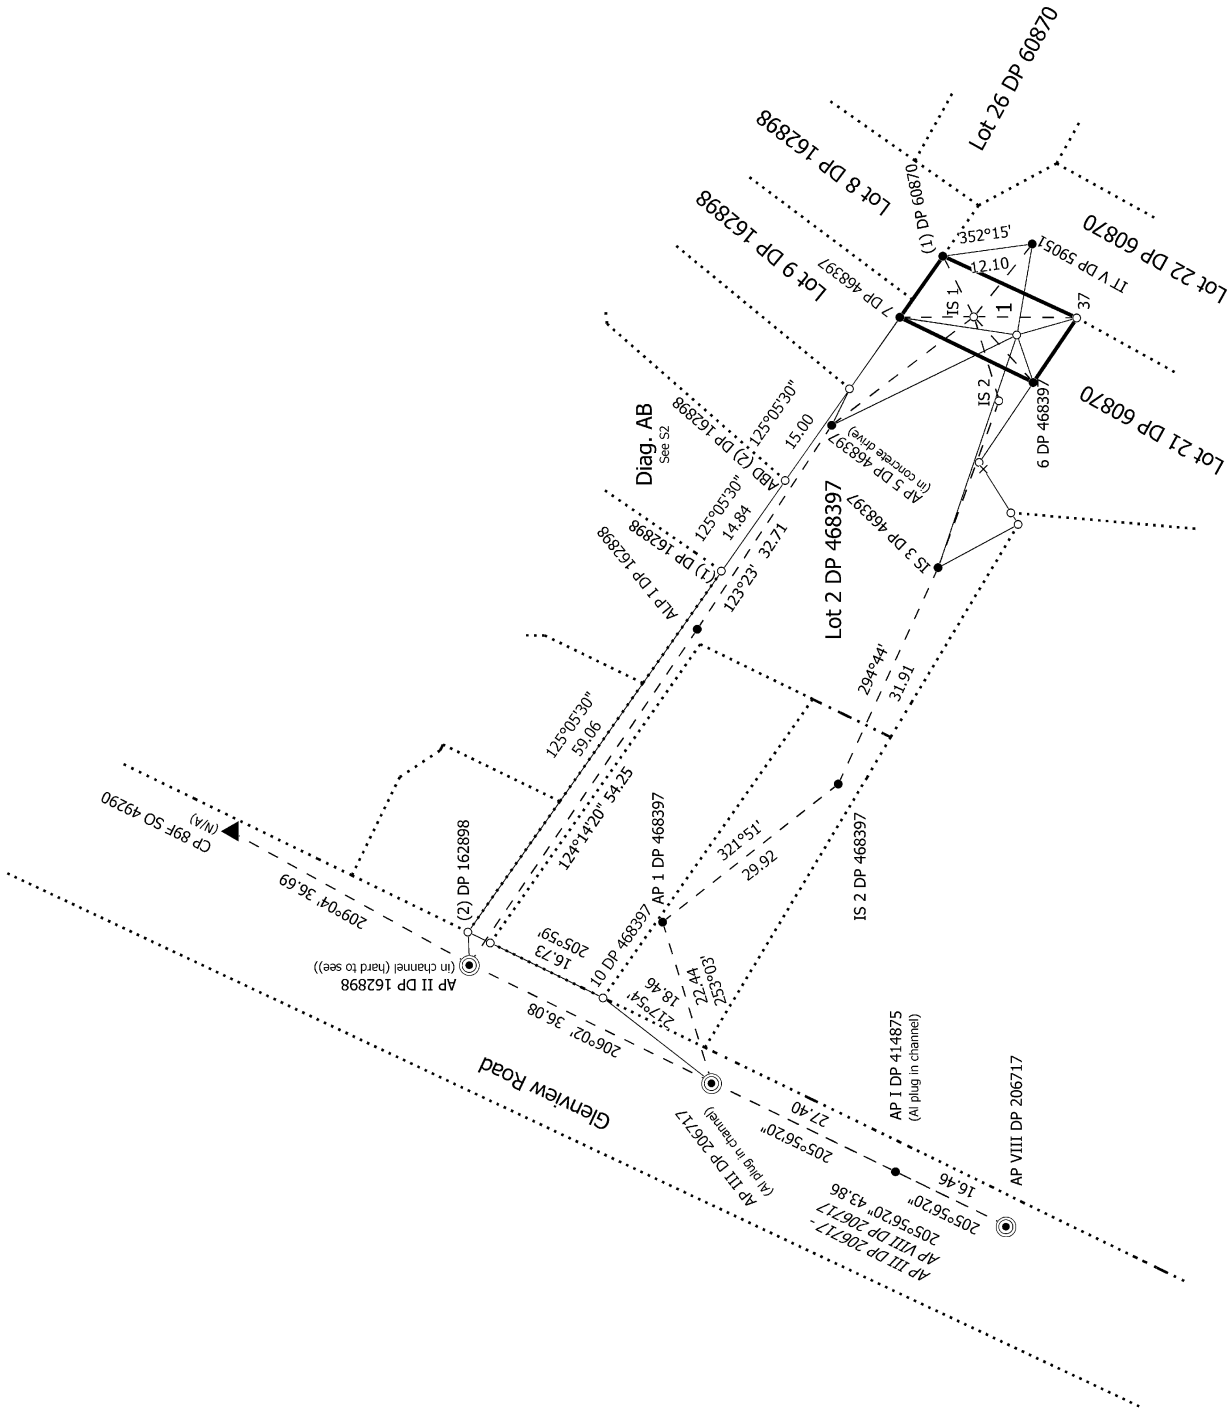 Lot 26 DP 60870
Lot 8 DP 162898
(1) DP 60870
Lot 9 DP 162898
7 DP 468397
352°15'
12.10
IT V DP 59051
Lot 22 DP 60870
IS 1
1
37
IS 2
6 DP 468397
Lot 21 DP 60870
Diag. AB
See S2
ABD (2) DP 162898
125°05'30"
15.00
AP 5 DP 468397
(in concrete drive)
125°05'30"
14.84
(1) DP 162898
ALP I DP 162898
123°23'
32.71
Lot 2 DP 468397
IS 3 DP 468397
294°44'
31.91
125°05'30"
59.06
124°14'20" 54.25
CP 89F SO 49290
(N/A)
209°04' 36.69
(2) DP 162898
AP II DP 162898
(in channel (hard to see))
16.73
205°59'
10 DP 468397
AP 1 DP 468397
321°51'
29.92
IS 2 DP 468397
217°54'
18.46
22.44
253°03'
206°02' 36.08
Glenview Road
AP III DP 206717
(Al plug in channel)
27.40
205°56'20"
AP I DP 414875
(Al plug in channel)
16.46
205°56'20"
AP VIII DP 206717
AP III DP 206717 -
AP VIII DP 206717
205°56'20" 43.86